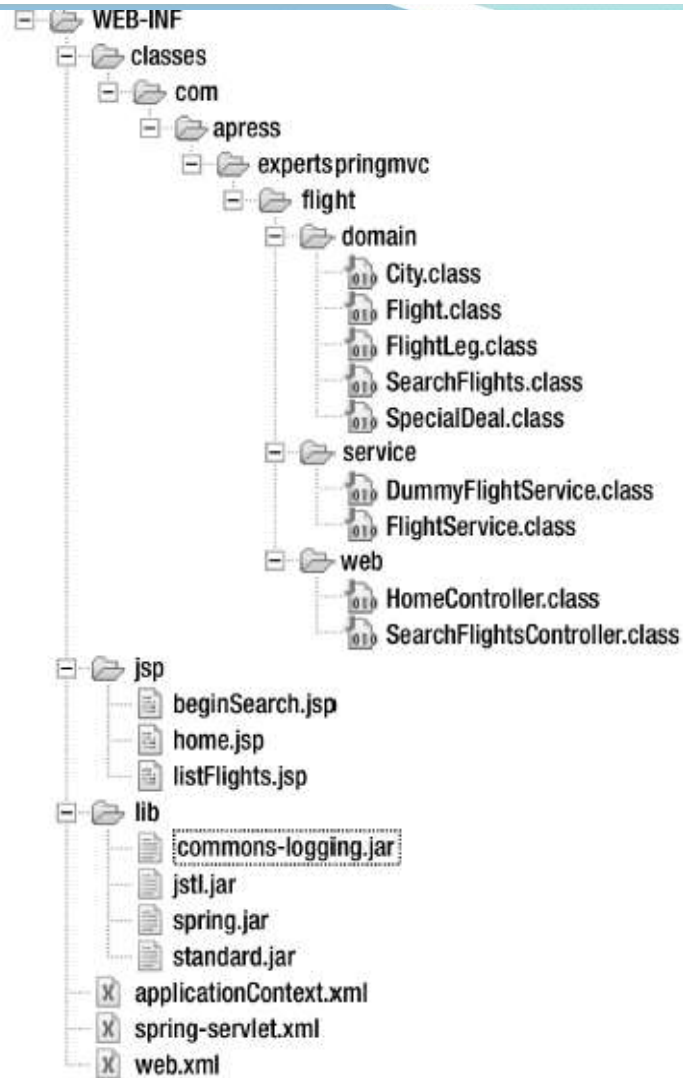 WEB-INF
classes
com
apress
expertspringmvc
flight
domain
City.class
Flight.class
FlightLeg.class
SearchFlights.class
SpecialDeal.class
service
DummyFlightService.class
FlightService.class
web
HomeController.class
SearchFlightsController.class
jsp
beginSearch.jsp
home.jsp
listFlights.jsp
lib
commons-logging.jar
jstl.jar
spring.jar
standard.jar
applicationContext.xml
spring-servlet.xml
web.xml